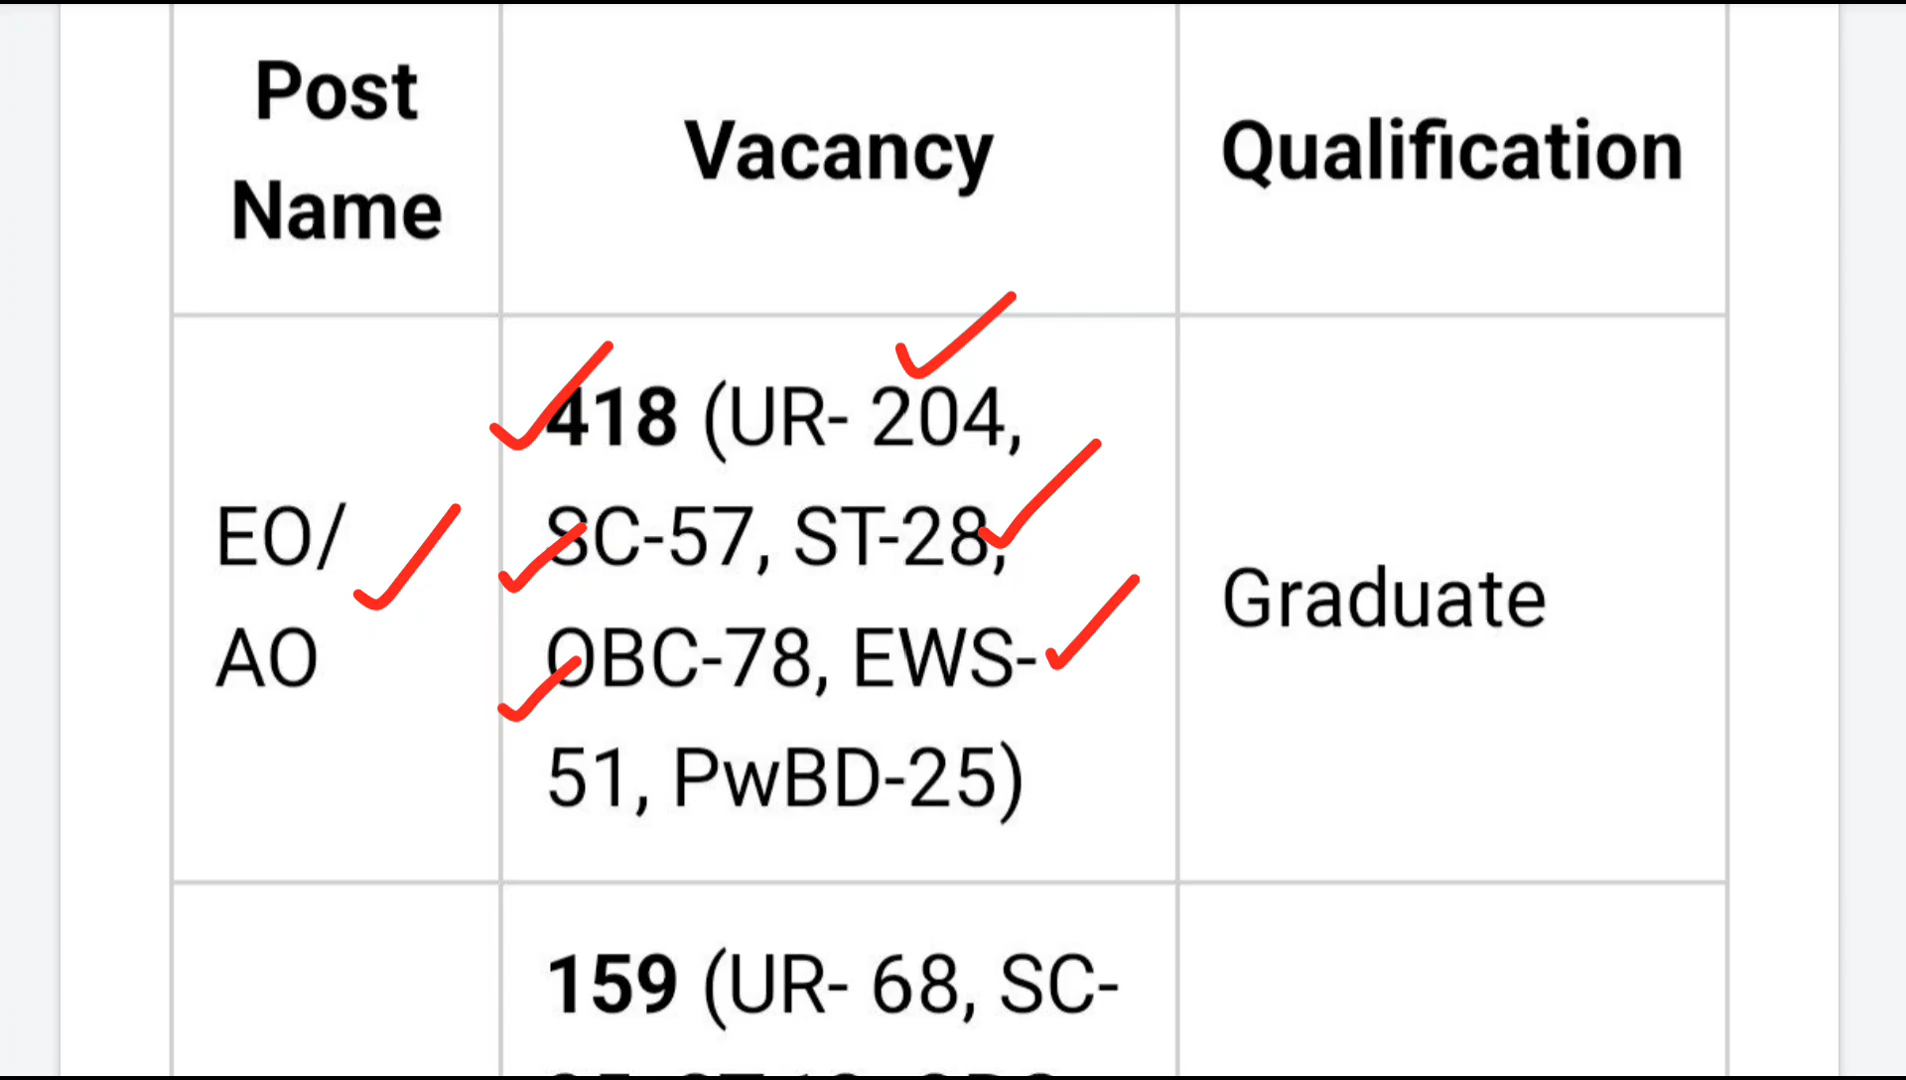 Post
Name
Vacancy
Qualification
EO/
AO
418 (UR- 204,
SC-57, ST-28,
OBC-78, EWS-
51, PwBD-25)
Graduate
159 (UR- 68, SC-